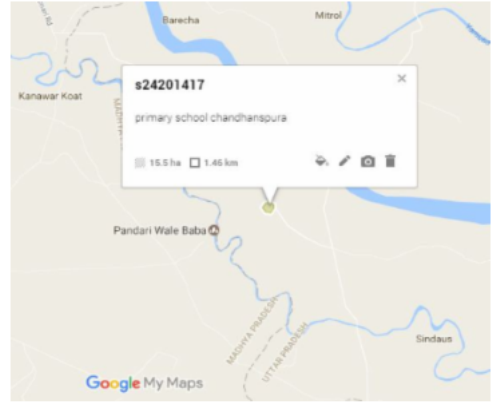 Barecha
Mitrol
Kanawar Koat
s24201417
primary school chandhanspura
15.5 ha 1.45 km
Pandari Wale Baba
MADHYA PRADESH
UTTAR PRADESH
Sindaus
Google My Maps